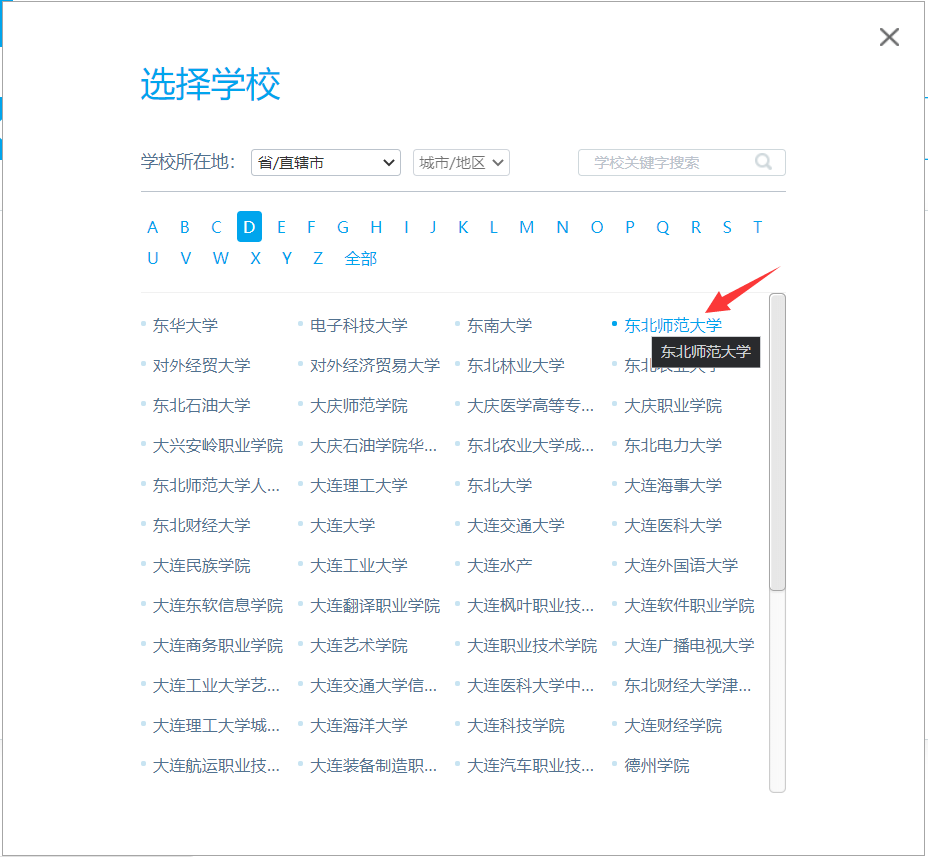 选择学校
学校所在地： 省/直辖市 城市/地区 学校关键字搜索
A B C D E F G H I J K L M N O P Q R S T
U V W X Y Z 全部
东华大学 电子科技大学 东南大学 东北师范大学
东北师范大学
对外经贸大学 对外经济贸易大学 东北林业大学
东北石油大学 大庆师范学院 大庆医学高等专... 大庆职业学院
大兴安岭职业学院 大庆石油学院华... 东北农业大学成... 东北电力大学
东北师范大学人... 大连理工大学 东北大学 大连海事大学
东北财经大学 大连大学 大连交通大学 大连医科大学
大连民族学院 大连工业大学 大连水产 大连外国语大学
大连东软信息学院 大连翻译职业学院 大连枫叶职业技... 大连软件职业学院
大连商务职业学院 大连艺术学院 大连职业技术学院 大连广播电视大学
大连工业大学艺... 大连交通大学信... 大连医科大学中... 东北财经大学津...
大连理工大学城... 大连海洋大学 大连科技学院 大连财经学院
大连航运职业技... 大连装备制造职... 大连汽车职业技... 德州学院